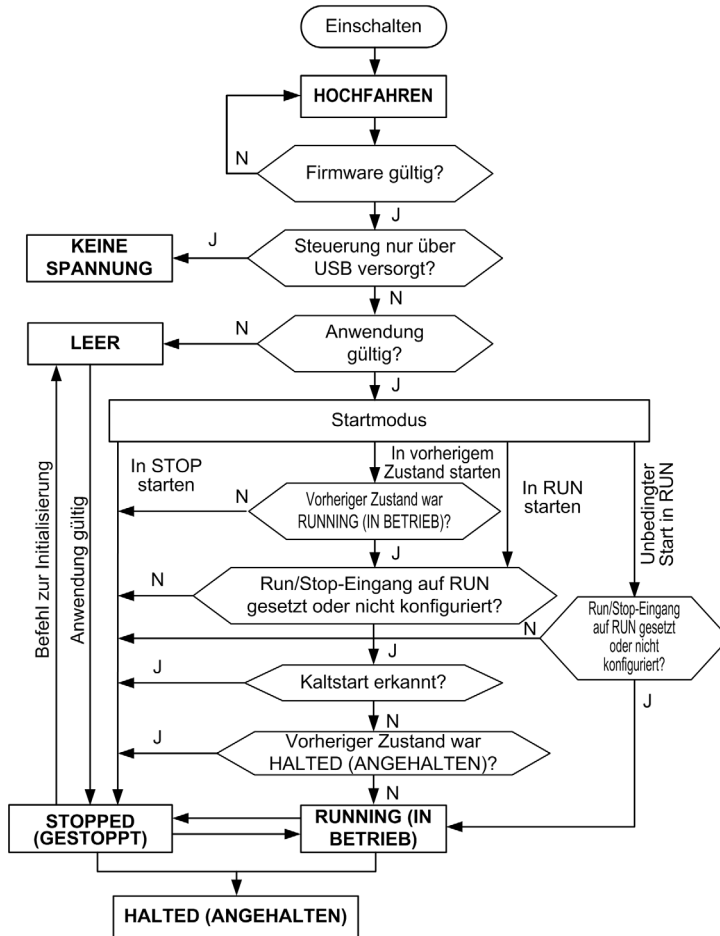 Einschalten
HOCHFAHREN
N
Firmware gültig?
J
KEINE
SPANNUNG
J
Steuerung nur über
USB versorgt?
N
LEER
N
Anwendung
gültig?
J
Startmodus
In STOP
starten
In vorherigem
Zustand starten
In RUN
starten
Unbedingter
Start in RUN
Befehl zur Initialisierung
Anwendung gültig
N
Vorheriger Zustand war
RUNNING (IN BETRIEB)?
J
N
Run/Stop-Eingang auf RUN
gesetzt oder nicht konfiguriert?
J
N
Run/Stop-Eingang
auf RUN gesetzt
oder nicht
konfiguriert?
J
J
Kaltstart erkannt?
N
J
Vorheriger Zustand war
HALTED (ANGEHALTEN)?
N
STOPPED
(GESTOPPT)
RUNNING (IN
BETRIEB)
HALTED (ANGEHALTEN)